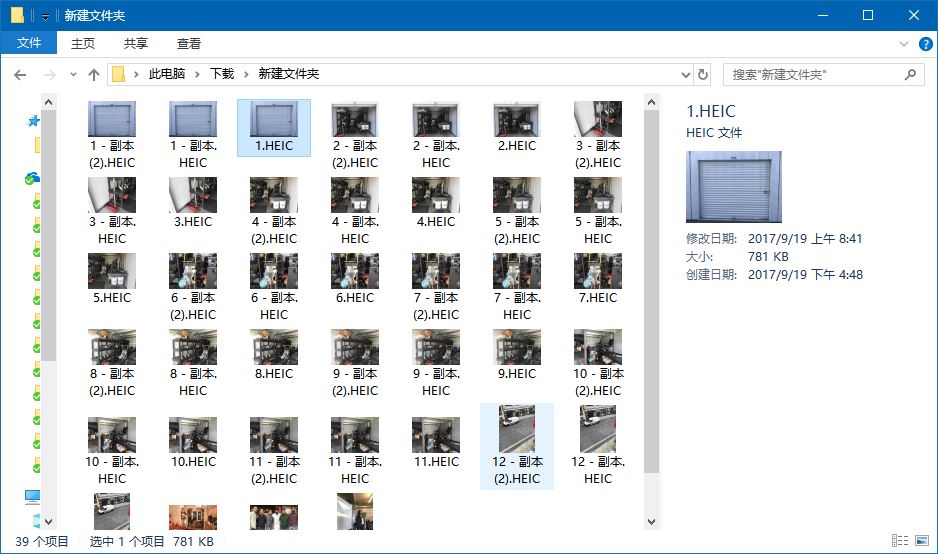 新建文件夹
文件 主页 共享 查看
此电脑 下载 新建文件夹
搜索"新建文件夹"
1 - 副本
(2).HEIC
1 - 副本.
HEIC
1.HEIC
2 - 副本
(2).HEIC
2 - 副本.
HEIC
2.HEIC
3 - 副本
(2).HEIC
3 - 副本.
HEIC
3.HEIC
4 - 副本
(2).HEIC
4 - 副本.
HEIC
4.HEIC
5 - 副本
(2).HEIC
5 - 副本.
HEIC
5.HEIC
6 - 副本
(2).HEIC
6 - 副本.
HEIC
6.HEIC
7 - 副本
(2).HEIC
7 - 副本.
HEIC
7.HEIC
8 - 副本
(2).HEIC
8 - 副本.
HEIC
8.HEIC
9 - 副本
(2).HEIC
9 - 副本.
HEIC
9.HEIC
10 - 副本
(2).HEIC
10 - 副本.
HEIC
10.HEIC
11 - 副本
(2).HEIC
11 - 副本.
HEIC
11.HEIC
12 - 副本
(2).HEIC
12 - 副本.
HEIC
1.HEIC
HEIC 文件
修改日期: 2017/9/19 上午 8:41
大小: 781 KB
创建日期: 2017/9/19 下午 4:48
39 个项目 选中 1 个项目 781 KB